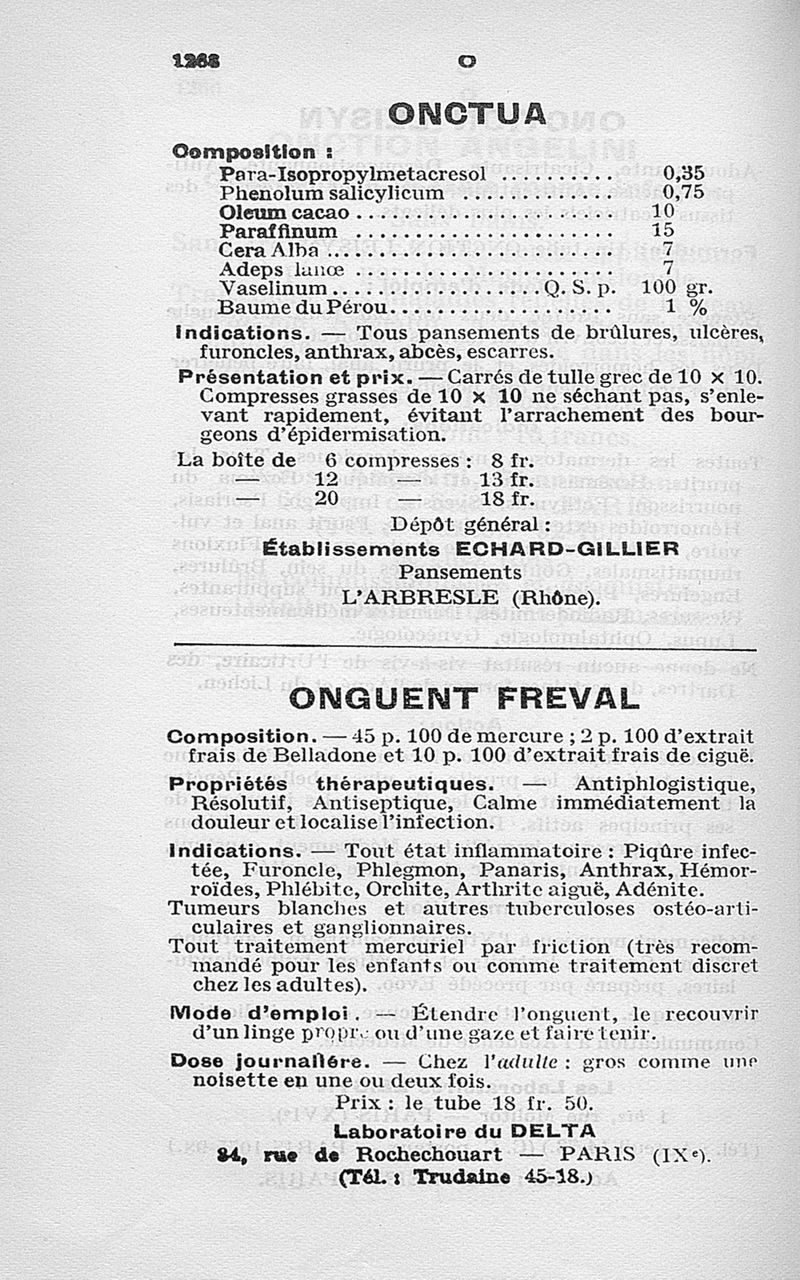 1268 O
ONCTUA
Composition :
Para-Isopropylmetacresol ............ 0,35
Phenolum salicylicum ............. 0,75
Oleum cacao ....................... 10
Paraffinum ....................... 15
Cera Alba ......................... 7
Adeps lanœ ....................... 7
Vaselinum .................. Q. S. p. 100 gr.
Baume du Pérou .................... 1 %
Indications. — Tous pansements de brûlures, ulcères,
furoncles, anthrax, abcès, escarres.
Présentation et prix. — Carrés de tulle grec de 10 × 10.
Compresses grasses de 10 × 10 ne séchant pas, s'enle-
vant rapidement, évitant l'arrachement des bour-
geons d'épidermisation.
La boîte de 6 compresses : 8 fr.
— 12 — 13 fr.
— 20 — 18 fr.
Dépôt général :
Établissements ECHARD-GILLIER
Pansements
L'ARBRESLE (Rhône).
ONGUENT FREVAL
Composition. — 45 p. 100 de mercure ; 2 p. 100 d'extrait
frais de Belladone et 10 p. 100 d'extrait frais de ciguë.
Propriétés thérapeutiques. — Antiphlogistique,
Résolutif, Antiseptique, Calme immédiatement la
douleur et localise l'infection.
Indications. — Tout état inflammatoire : Piqûre infec-
tée, Furoncle, Phlegmon, Panaris, Anthrax, Hémor-
roïdes, Phlébite, Orchite, Arthrite aiguë, Adénite.
Tumeurs blanches et autres tuberculoses ostéo-arti-
culaires et ganglionnaires.
Tout traitement mercuriel par friction (très recom-
mandé pour les enfants ou comme traitement discret
chez les adultes).
Mode d'emploi. — Étendre l'onguent, le recouvrir
d'un linge propre ou d'une gaze et faire tenir.
Dose journalière. — Chez l'adulte : gros comme une
noisette en une ou deux fois.
Prix : le tube 18 fr. 50.
Laboratoire du DELTA
84, rue de Rochechouart — PARIS (IXe).
(Tél. : Trudaine 45-18.)